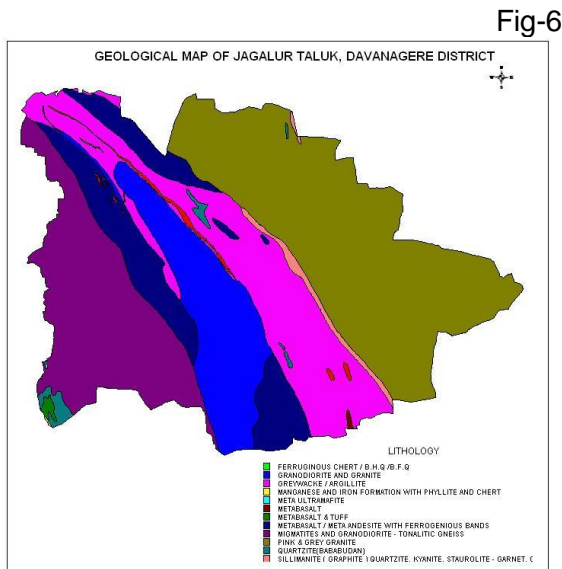 Fig-6
GEOLOGICAL MAP OF JAGALUR TALUK, DAVANAGERE DISTRICT
LITHOLOGY
FERRUGINOUS CHERT / B.H.Q /B.F.Q
GRANODIORITE AND GRANITE
GREYWACKE / ARGILLITE
MANGANESE AND IRON FORMATION WITH PHYLLITE AND CHERT
META ULTRAMAFITE
METABASALT
METABASALT & TUFF
METABASALT / META ANDESITE WITH FERROGENIOUS BANDS
MIGMATITES AND GRANODIORITE - TONALITIC GNEISS
PINK & GREY GRANITE
QUARTZITE(BABABUDAN)
SILLIMANITE ( GRAPHITE ) QUARTZITE, KYANITE, STAUROLITE - GARNET, (